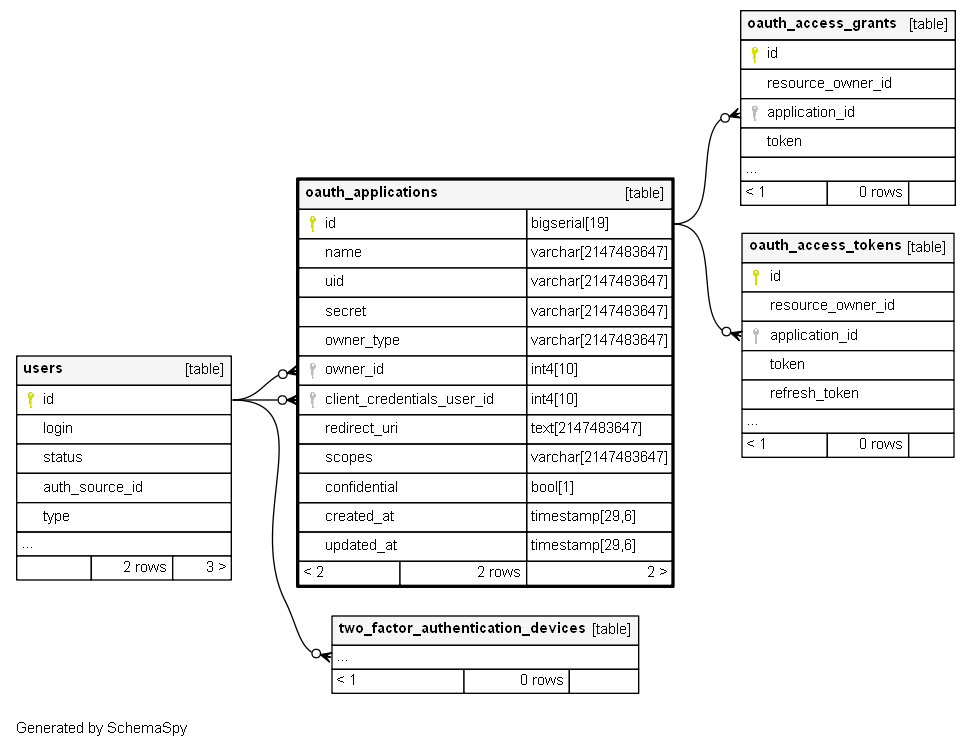 oauth_access_grants [table]
id
resource_owner_id
application_id
token
...
< 1 0 rows
oauth_applications [table]
id bigserial[19]
name varchar[2147483647]
uid varchar[2147483647]
secret varchar[2147483647]
owner_type varchar[2147483647]
owner_id int4[10]
client_credentials_user_id int4[10]
redirect_uri text[2147483647]
scopes varchar[2147483647]
confidential bool[1]
created_at timestamp[29,6]
updated_at timestamp[29,6]
< 2 2 rows 2 >
oauth_access_tokens [table]
id
resource_owner_id
application_id
token
refresh_token
...
< 1 0 rows
users [table]
id
login
status
auth_source_id
type
...
2 rows 3 >
two_factor_authentication_devices [table]
...
< 1 0 rows
Generated by SchemaSpy